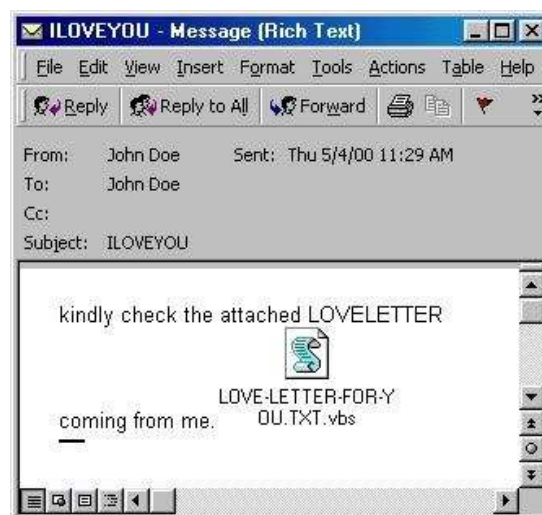 ILOVEYOU - Message (Rich Text)
File Edit View Insert Format Tools Actions Table Help
Reply Reply to All Forward
From: John Doe Sent: Thu 5/4/00 11:29 AM
To: John Doe
Cc:
Subject: ILOVEYOU
kindly check the attached LOVELETTER
LOVE-LETTER-FOR-Y
OU.TXT.vbs
coming from me.